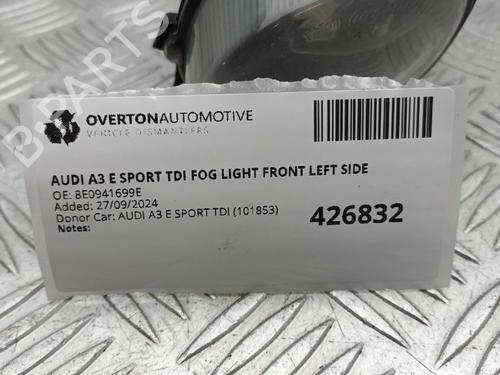 B-PARTS
OVERTONAUTOMOTIVE
VEHICLE DISMANTLERS
AUDI A3 E SPORT TDI FOG LIGHT FRONT LEFT SIDE
OE: 8E0941699E
Added: 27/09/2024
Donor Car: AUDI A3 E SPORT TDI (101853)
Notes:
426832